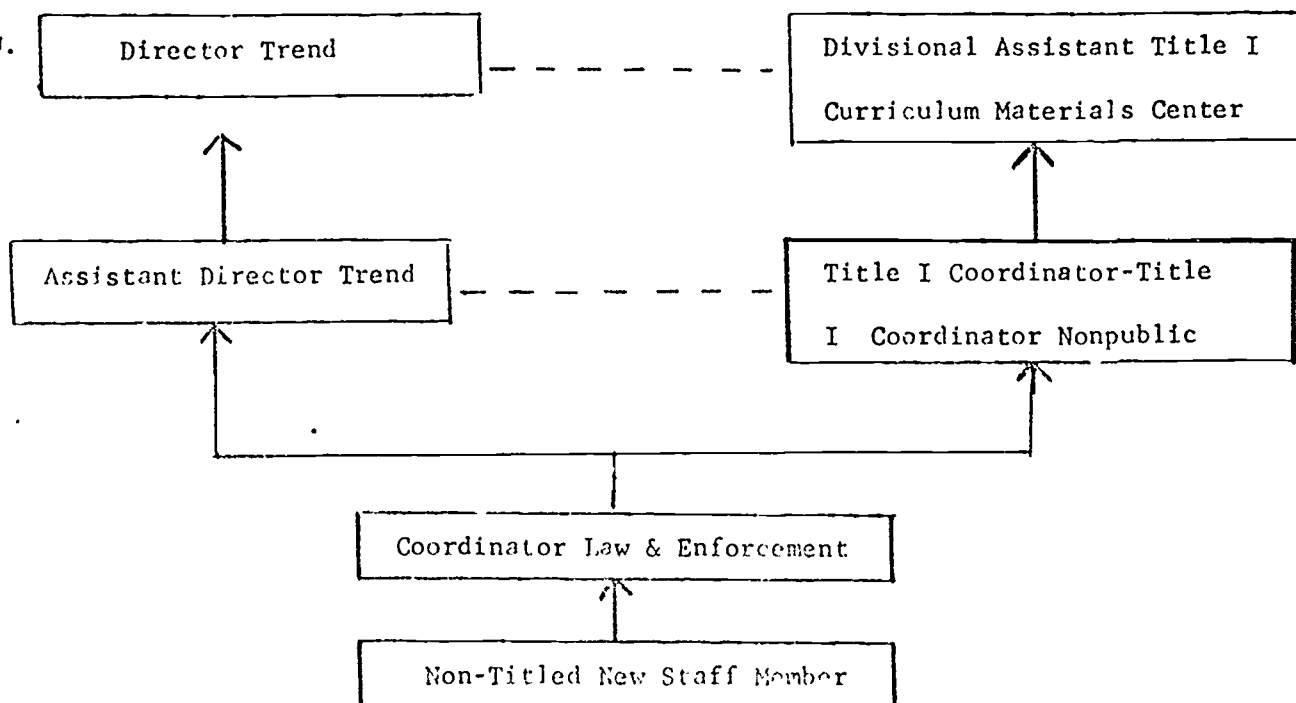 Director Trend
Divisional Assistant Title I
Curriculum Materials Center
Assistant Director Trend
Title I Coordinator-Title
I Coordinator Nonpublic
Coordinator Law & Enforcement
Non-Titled New Staff Member